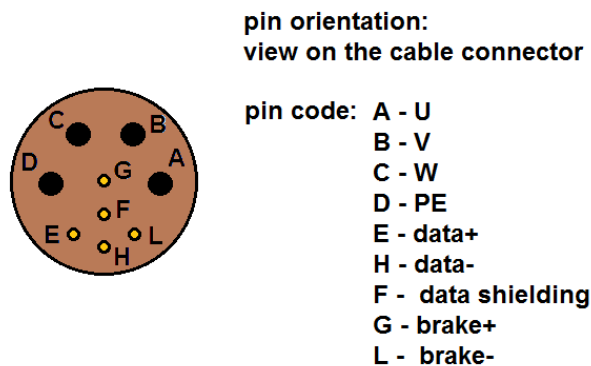 pin orientation:
view on the cable connector
pin code: A - U
B - V
C - W
D - PE
E - data+
H - data-
F - data shielding
G - brake+
L - brake-
C
B
D
A
G
F
E
L
H